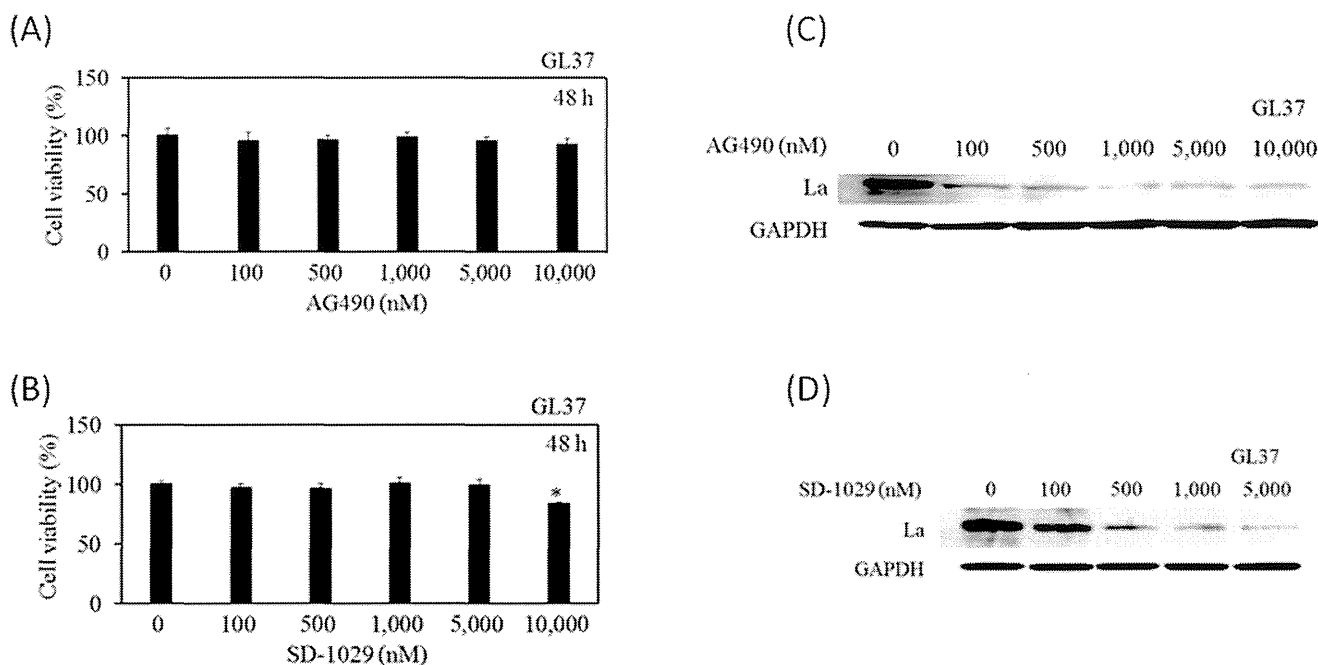 (A)
GL37
48 h
150
100
50
0
Cell viability (%)
0 100 500 1,000 5,000 10,000
AG490 (nM)
(B)
GL37
48 h
150
100
50
0
Cell viability (%)
*
0 100 500 1,000 5,000 10,000
SD-1029 (nM)
(C)
GL37
AG490 (nM) 0 100 500 1,000 5,000 10,000
La
GAPDH
(D)
GL37
SD-1029 (nM) 0 100 500 1,000 5,000
La
GAPDH